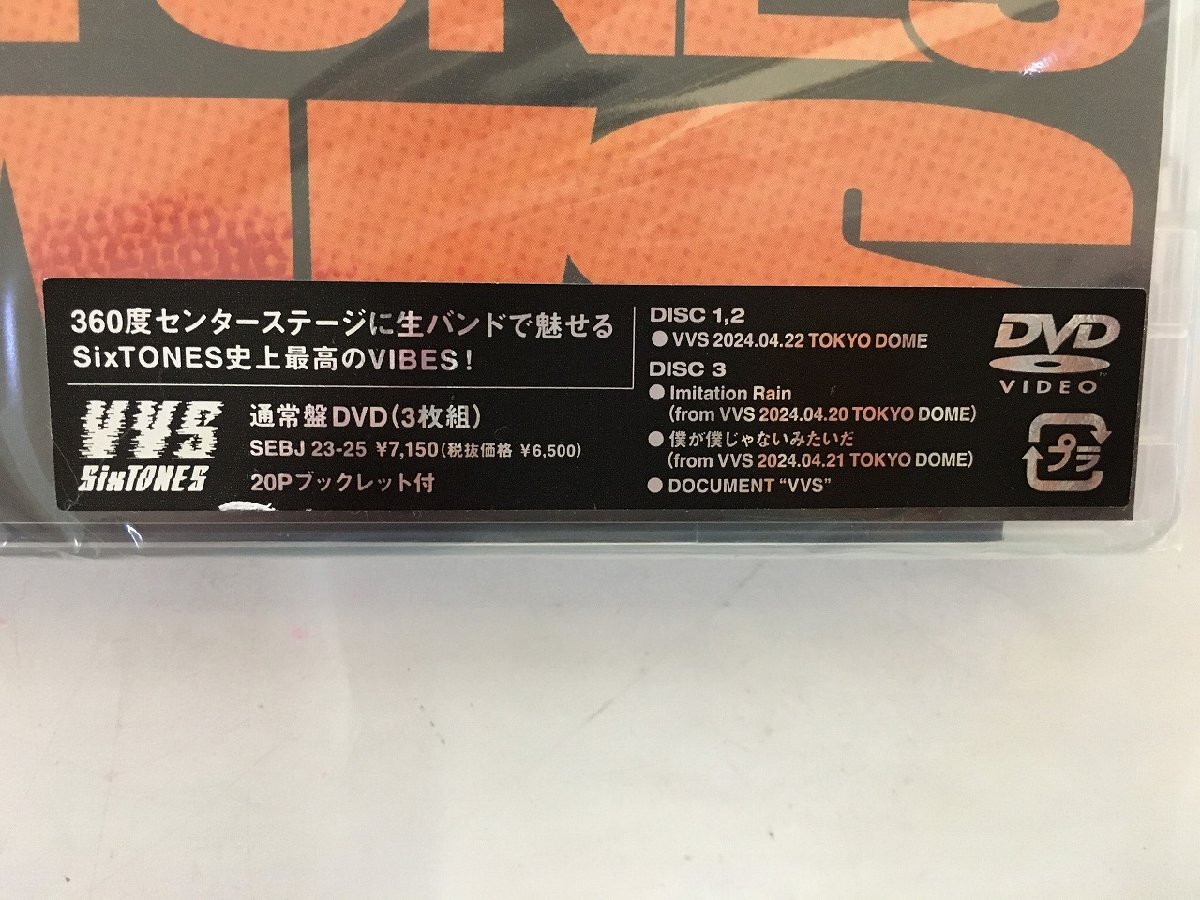 360度センターステージに生バンドで魅せる
SixTONES史上最高のVIBES！
VVS
SixTONES
通常盤DVD(3枚組)
SEBJ 23-25 ¥7,150(税抜価格 ¥6,500)
20Pブックレット付
DISC 1,2
●VVS 2024.04.22 TOKYO DOME
DISC 3
●Imitation Rain
(from VVS 2024.04.20 TOKYO DOME)
●僕が僕じゃないみたいだ
(from VVS 2024.04.21 TOKYO DOME)
●DOCUMENT “VVS”
DVD
VIDEO
プラ